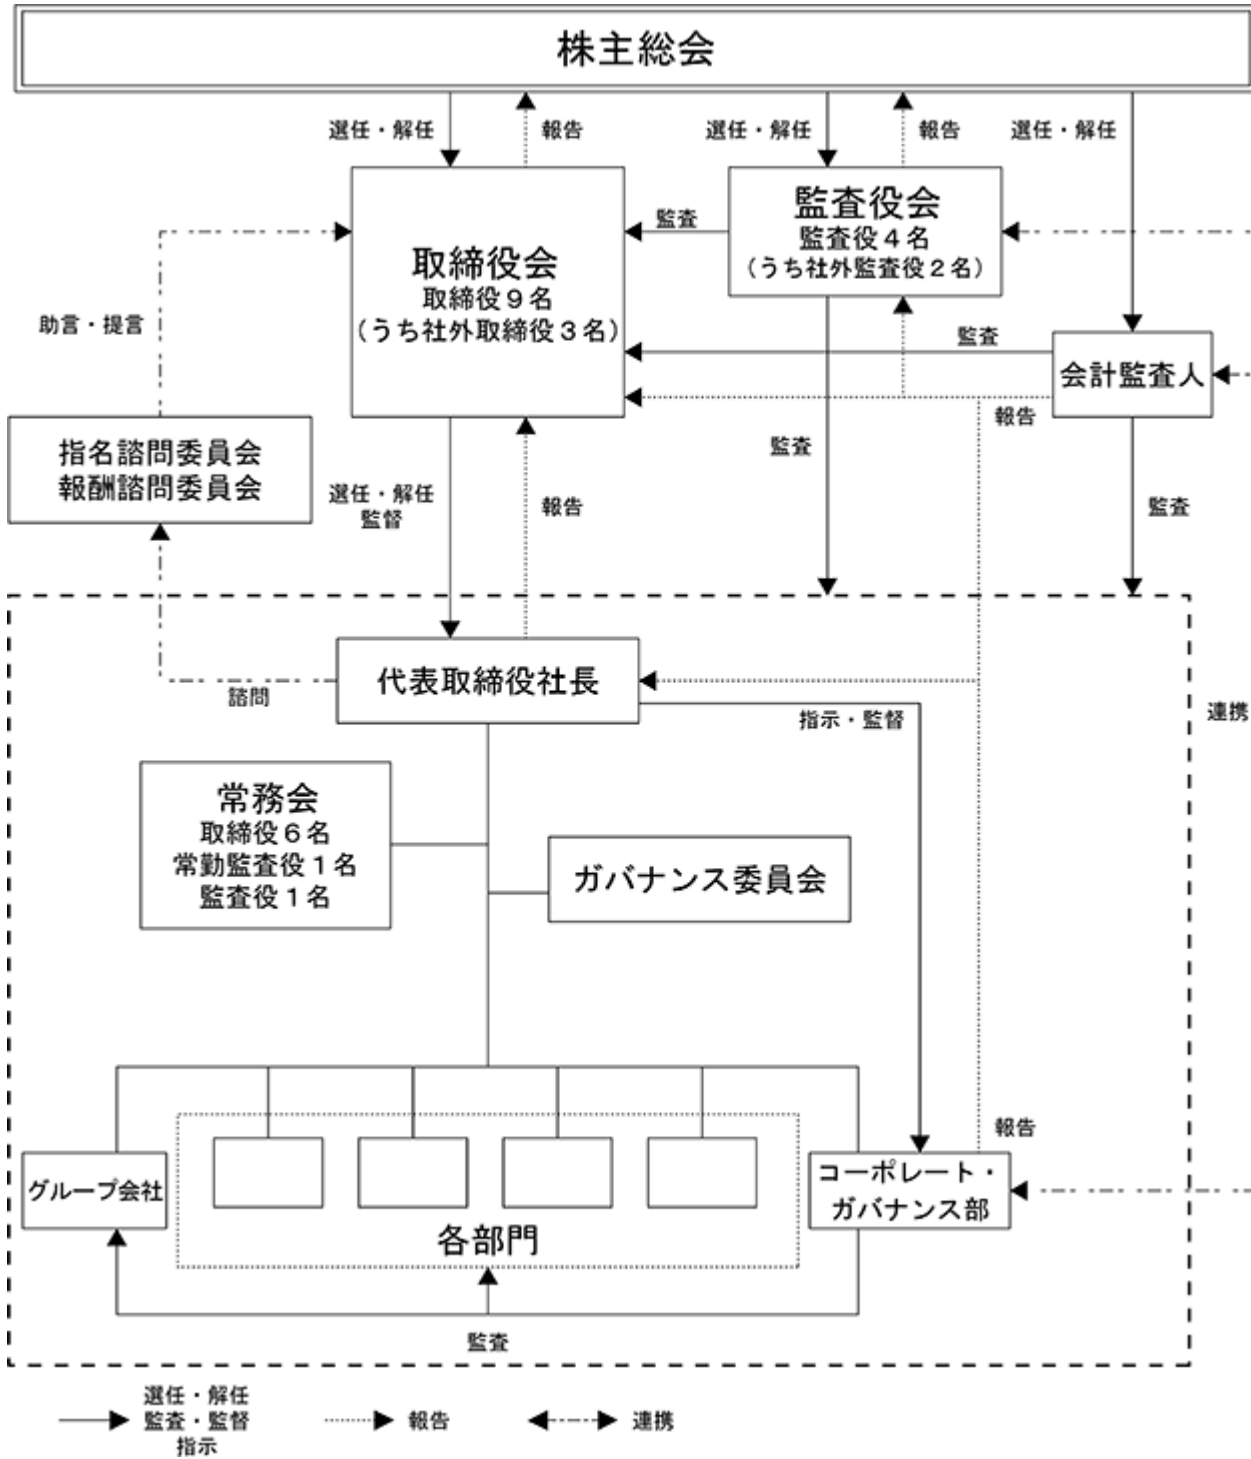 株主総会
選任・解任
報告
選任・解任
報告
選任・解任
取締役会
取締役９名
(うち社外取締役３名)
監査
監査役会
監査役４名
(うち社外監査役２名)
助言・提言
監査
会計監査人
報告
指名諮問委員会
報酬諮問委員会
選任・解任
監督
報告
監査
監査
代表取締役社長
諮問
指示・監督
連携
常務会
取締役６名
常勤監査役１名
監査役１名
ガバナンス委員会
報告
グループ会社
各部門
コーポレート・
ガバナンス部
監査
選任・解任
監査・監督
指示
報告
連携